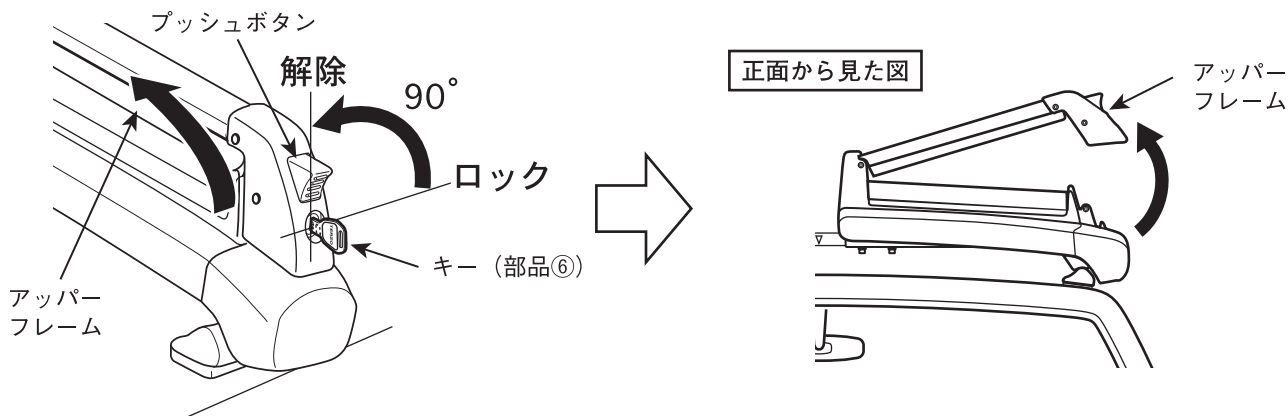 プッシュボタン
解除
90°
ロック
キー（部品⑥）
アッパー
フレーム
正面から見た図
アッパー
フレーム